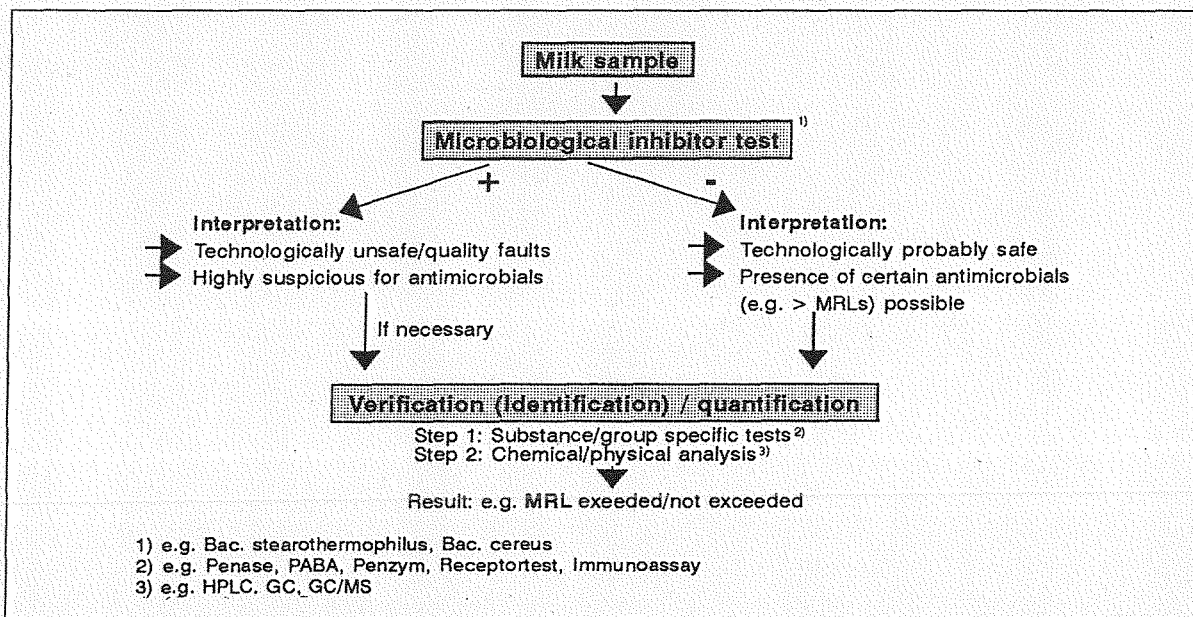 Milk sample
Microbiological inhibitor test 1)
+ -
Interpretation:
Technologically unsafe/quality faults
Highly suspicious for antimicrobials
Interpretation:
Technologically probably safe
Presence of certain antimicrobials
(e.g. > MRLs) possible
If necessary
Verification (Identification) / quantification
Step 1: Substance/group specific tests 2)
Step 2: Chemical/physical analysis 3)
Result: e.g. MRL exeeded/not exceeded
1) e.g. Bac. stearothermophilus, Bac. cereus
2) e.g. Penase, PABA, Penzym, Receptortest, Immunoassay
3) e.g. HPLC. GC, GC/MS